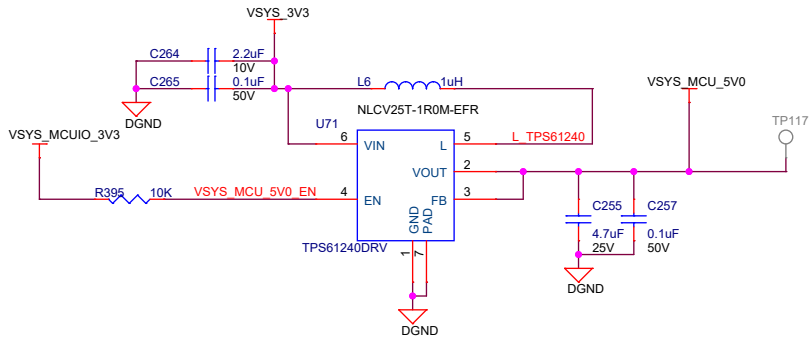 VSYS_3V3
C264 2.2uF
10V
C265 0.1uF
50V
DGND
L6 1uH
NLCV25T-1R0M-EFR
VSYS_MCU_5V0
TP117
VSYS_MCUIO_3V3
U71
6 VIN L 5 L_TPS61240
VOUT 2
R395 10K VSYS_MCU_5V0_EN 4 EN FB 3
GND PAD
TPS61240DRV 1 7
C255 C257
4.7uF 0.1uF
25V 50V
DGND
DGND